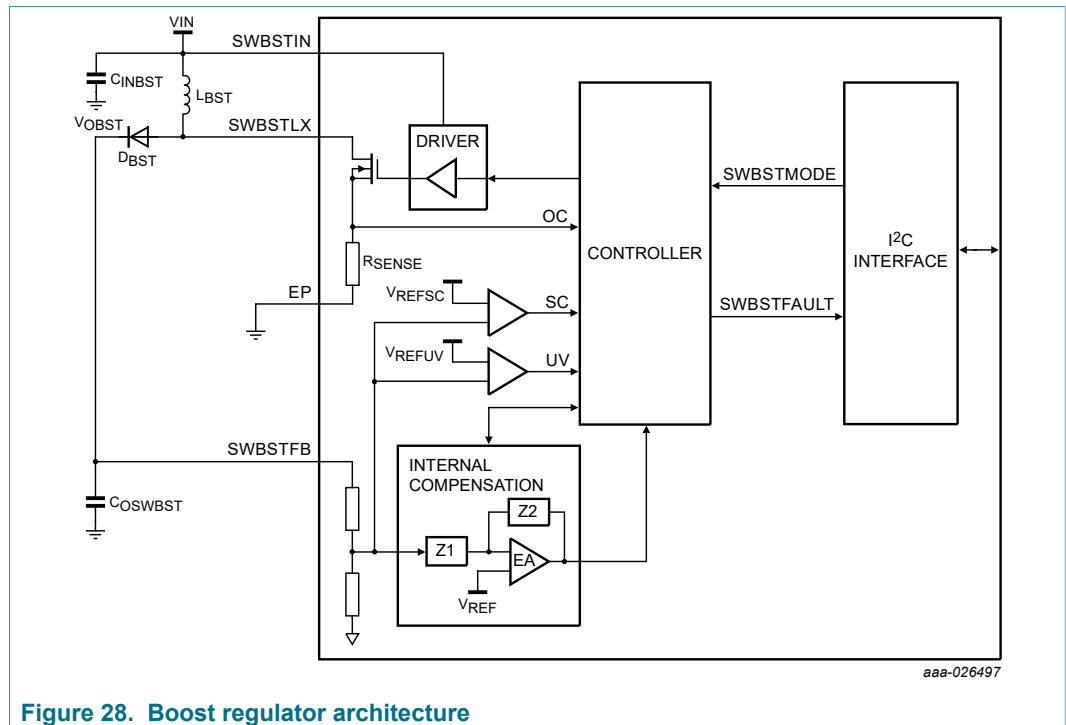 VIN
SWBSTIN
CINBST
LBST
VOBST
SWBSTLX
DBST
DRIVER
SWBSTMODE
OC
CONTROLLER
I2C
INTERFACE
RSENSE
EP
VREFSC
SC
SWBSTFAULT
VREFUV
UV
SWBSTFB
INTERNAL
COMPENSATION
COSWBST
Z2
Z1
EA
VREF
aaa-026497
Figure 28. Boost regulator architecture